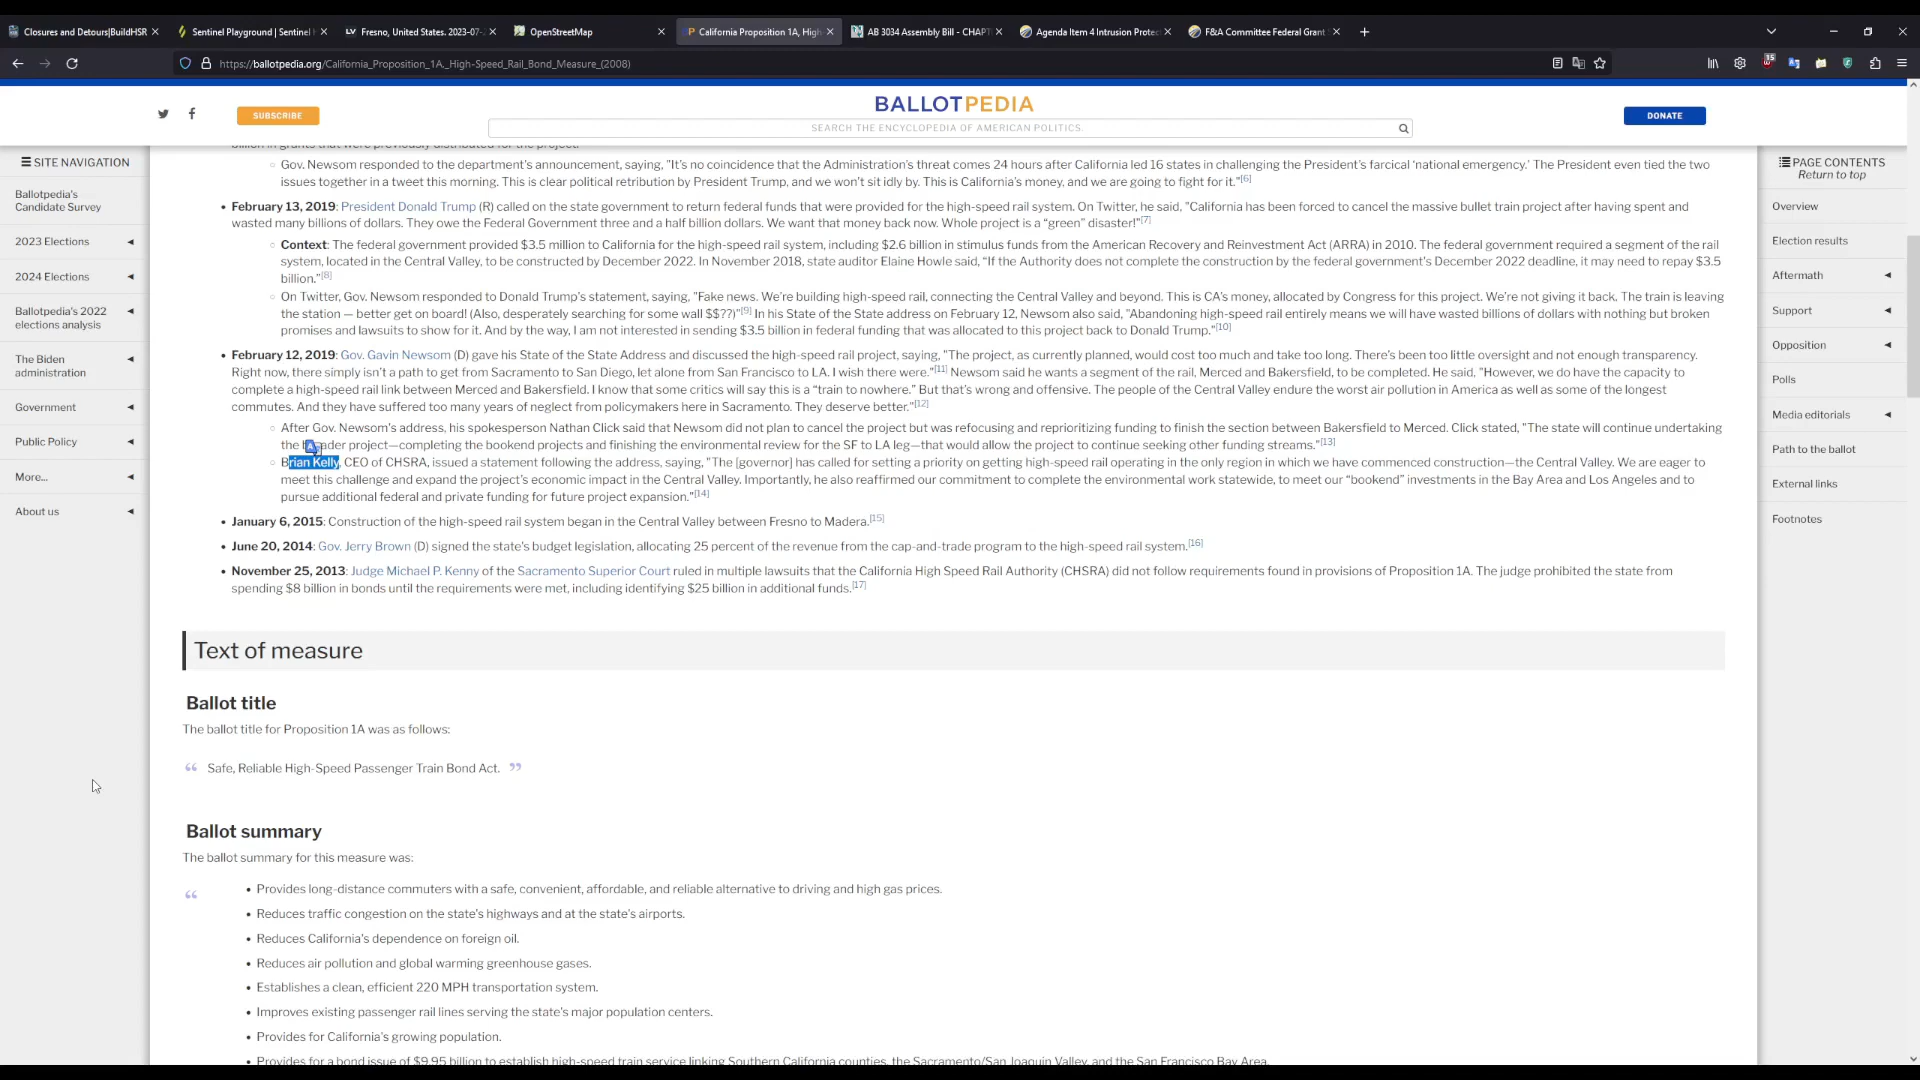 Closures and Detours|BuildHSR
Sentinel Playground | Sentinel
Fresno, United States. 2023-07-
OpenStreetMap
California Proposition 1A, High-
AB 3034 Assembly Bill - CHAPT
Agenda Item 4 Intrusion Protec
F&A Committee Federal Grant
https://ballotpedia.org/California_Proposition_1A,_High-Speed_Rail_Bond_Measure_(2008)
SUBSCRIBE
BALLOTPEDIA
SEARCH THE ENCYCLOPEDIA OF AMERICAN POLITICS
DONATE
SITE NAVIGATION
Ballotpedia's
Candidate Survey
2023 Elections
2024 Elections
Ballotpedia's 2022
elections analysis
The Biden
administration
Government
Public Policy
More...
About us
billion in grants that were previously distributed for the project.
Gov. Newsom responded to the department's announcement, saying, "It's no coincidence that the Administration's threat comes 24 hours after California led 16 states in challenging the President's farcical 'national emergency.' The President even tied the two
issues together in a tweet this morning. This is clear political retribution by President Trump, and we won't sit idly by. This is California's money, and we are going to fight for it."[6]
• February 13, 2019: President Donald Trump (R) called on the state government to return federal funds that were provided for the high-speed rail system. On Twitter, he said, "California has been forced to cancel the massive bullet train project after having spent and
wasted many billions of dollars. They owe the Federal Government three and a half billion dollars. We want that money back now. Whole project is a "green" disaster!"[7]
Context: The federal government provided $3.5 million to California for the high-speed rail system, including $2.6 billion in stimulus funds from the American Recovery and Reinvestment Act (ARRA) in 2010. The federal government required a segment of the rail
system, located in the Central Valley, to be constructed by December 2022. In November 2018, state auditor Elaine Howle said, "If the Authority does not complete the construction by the federal government's December 2022 deadline, it may need to repay $3.5
billion."[8]
On Twitter, Gov. Newsom responded to Donald Trump's statement, saying, "Fake news. We're building high-speed rail, connecting the Central Valley and beyond. This is CA's money, allocated by Congress for this project. We're not giving it back. The train is leaving
the station — better get on board! (Also, desperately searching for some wall $$??)"[9] In his State of the State address on February 12, Newsom also said, "Abandoning high-speed rail entirely means we will have wasted billions of dollars with nothing but broken
promises and lawsuits to show for it. And by the way, I am not interested in sending $3.5 billion in federal funding that was allocated to this project back to Donald Trump."[10]
• February 12, 2019: Gov. Gavin Newsom (D) gave his State of the State Address and discussed the high-speed rail project, saying, "The project, as currently planned, would cost too much and take too long. There's been too little oversight and not enough transparency.
Right now, there simply isn't a path to get from Sacramento to San Diego, let alone from San Francisco to LA. I wish there were."[11] Newsom said he wants a segment of the rail, Merced and Bakersfield, to be completed. He said, "However, we do have the capacity to
complete a high-speed rail link between Merced and Bakersfield. I know that some critics will say this is a "train to nowhere." But that's wrong and offensive. The people of the Central Valley endure the worst air pollution in America as well as some of the longest
commutes. And they have suffered too many years of neglect from policymakers here in Sacramento. They deserve better."[12]
After Gov. Newsom's address, his spokesperson Nathan Click said that Newsom did not plan to cancel the project but was refocusing and reprioritizing funding to finish the section between Bakersfield to Merced. Click stated, "The state will continue undertaking
the broader project—completing the bookend projects and finishing the environmental review for the SF to LA leg—that would allow the project to continue seeking other funding streams."[13]
Brian Kelly, CEO of CHSRA, issued a statement following the address, saying, "The [governor] has called for setting a priority on getting high-speed rail operating in the only region in which we have commenced construction—the Central Valley. We are eager to
meet this challenge and expand the project's economic impact in the Central Valley. Importantly, he also reaffirmed our commitment to complete the environmental work statewide, to meet our "bookend" investments in the Bay Area and Los Angeles and to
pursue additional federal and private funding for future project expansion."[14]
• January 6, 2015: Construction of the high-speed rail system began in the Central Valley between Fresno to Madera.[15]
• June 20, 2014: Gov. Jerry Brown (D) signed the state's budget legislation, allocating 25 percent of the revenue from the cap-and-trade program to the high-speed rail system.[16]
• November 25, 2013: Judge Michael P. Kenny of the Sacramento Superior Court ruled in multiple lawsuits that the California High Speed Rail Authority (CHSRA) did not follow requirements found in provisions of Proposition 1A. The judge prohibited the state from
spending $8 billion in bonds until the requirements were met, including identifying $25 billion in additional funds.[17]
Text of measure
Ballot title
The ballot title for Proposition 1A was as follows:
“ Safe, Reliable High-Speed Passenger Train Bond Act. ”
Ballot summary
The ballot summary for this measure was:
“
• Provides long-distance commuters with a safe, convenient, affordable, and reliable alternative to driving and high gas prices.
• Reduces traffic congestion on the state's highways and at the state's airports.
• Reduces California's dependence on foreign oil.
• Reduces air pollution and global warming greenhouse gases.
• Establishes a clean, efficient 220 MPH transportation system.
• Improves existing passenger rail lines serving the state's major population centers.
• Provides for California's growing population.
• Provides for a bond issue of $9.95 billion to establish high-speed train service linking Southern California counties, the Sacramento/San Joaquin Valley, and the San Francisco Bay Area.
PAGE CONTENTS
Return to top
Overview
Election results
Aftermath
Support
Opposition
Polls
Media editorials
Path to the ballot
External links
Footnotes